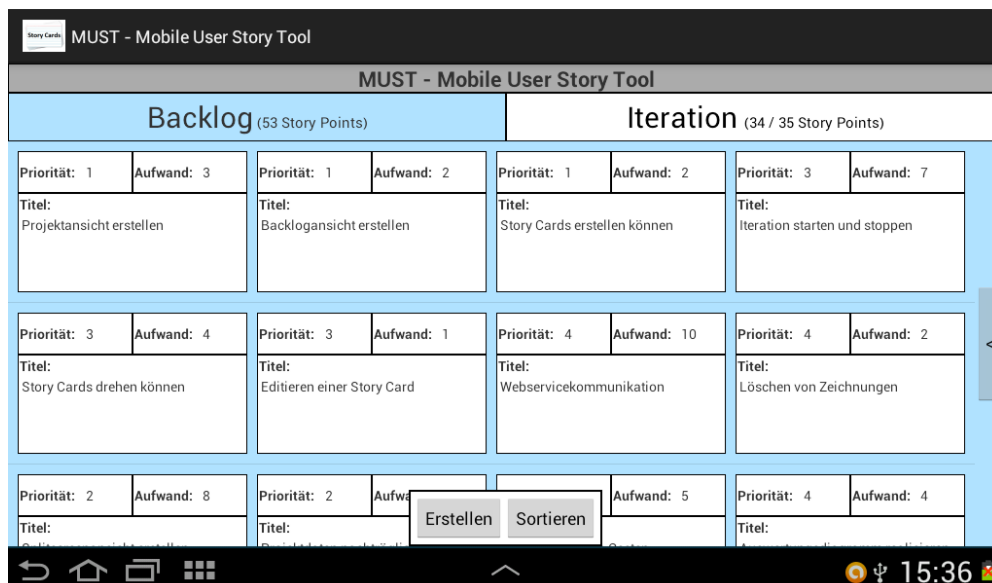 Story Cards MUST - Mobile User Story Tool
MUST - Mobile User Story Tool
Backlog (53 Story Points) Iteration (34 / 35 Story Points)
Priorität: 1 Aufwand: 3 Priorität: 1 Aufwand: 2 Priorität: 1 Aufwand: 2 Priorität: 3 Aufwand: 7
Titel: Titel: Titel: Titel:
Projektansicht erstellen Backlogansicht erstellen Story Cards erstellen können Iteration starten und stoppen
Priorität: 3 Aufwand: 4 Priorität: 3 Aufwand: 1 Priorität: 4 Aufwand: 10 Priorität: 4 Aufwand: 2
Titel: Titel: Titel: Titel:
Story Cards drehen können Editieren einer Story Card Webservicekommunikation Löschen von Zeichnungen
<
Priorität: 2 Aufwand: 8 Priorität: 2 Aufwand: 5 Priorität: 4 Aufwand: 4
Titel: Titel: Titel:
Erstellen Sortieren
15:36